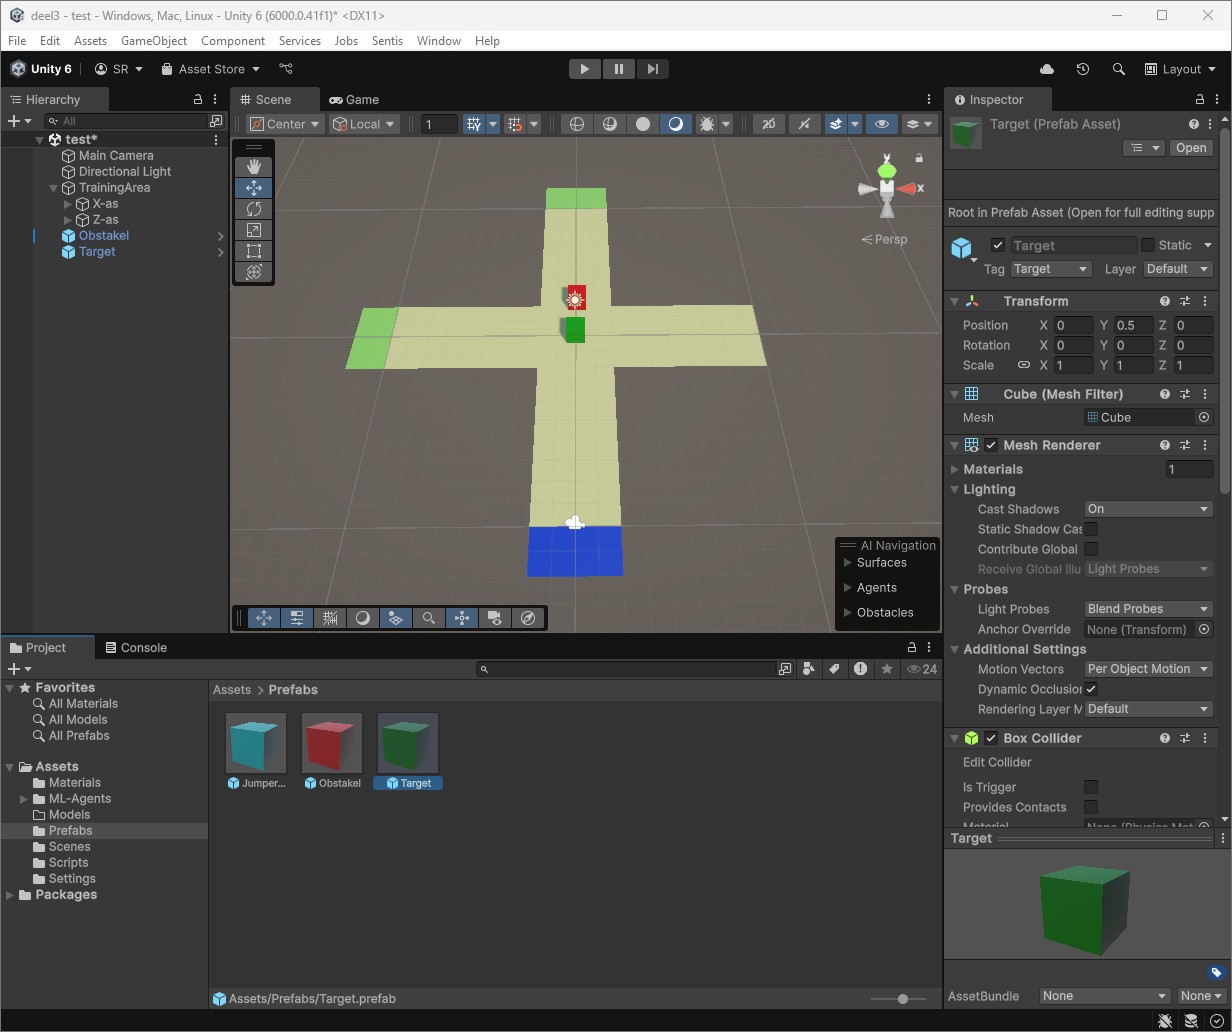 deel3 - test - Windows, Mac, Linux - Unity 6 (6000.0.41f1)* <DX11>
File Edit Assets GameObject Component Services Jobs Sentis Window Help
Unity 6 SR Asset Store Layout
Hierarchy
All
test*
Main Camera
Directional Light
TrainingArea
X-as
Z-as
Obstakel
Target
Scene Game
Center Local 1 2D
y
x
Persp
AI Navigation
Surfaces
Agents
Obstacles
Inspector
Target (Prefab Asset)
Open
Root in Prefab Asset (Open for full editing supp
Target Static
Tag Target Layer Default
Transform
Position X 0 Y 0.5 Z 0
Rotation X 0 Y 0 Z 0
Scale X 1 Y 1 Z 1
Cube (Mesh Filter)
Mesh Cube
Mesh Renderer
Materials 1
Lighting
Cast Shadows On
Static Shadow Cas
Contribute Global
Receive Global Illu Light Probes
Probes
Light Probes Blend Probes
Anchor Override None (Transform)
Additional Settings
Motion Vectors Per Object Motion
Dynamic Occlusion
Rendering Layer M Default
Box Collider
Edit Collider
Is Trigger
Provides Contacts
Material None (Physics Mat
Target
AssetBundle None None
Project Console
24
Favorites
All Materials
All Models
All Prefabs
Assets
Materials
ML-Agents
Models
Prefabs
Scenes
Scripts
Settings
Packages
Assets > Prefabs
Jumper... Obstakel Target
Assets/Prefabs/Target.prefab